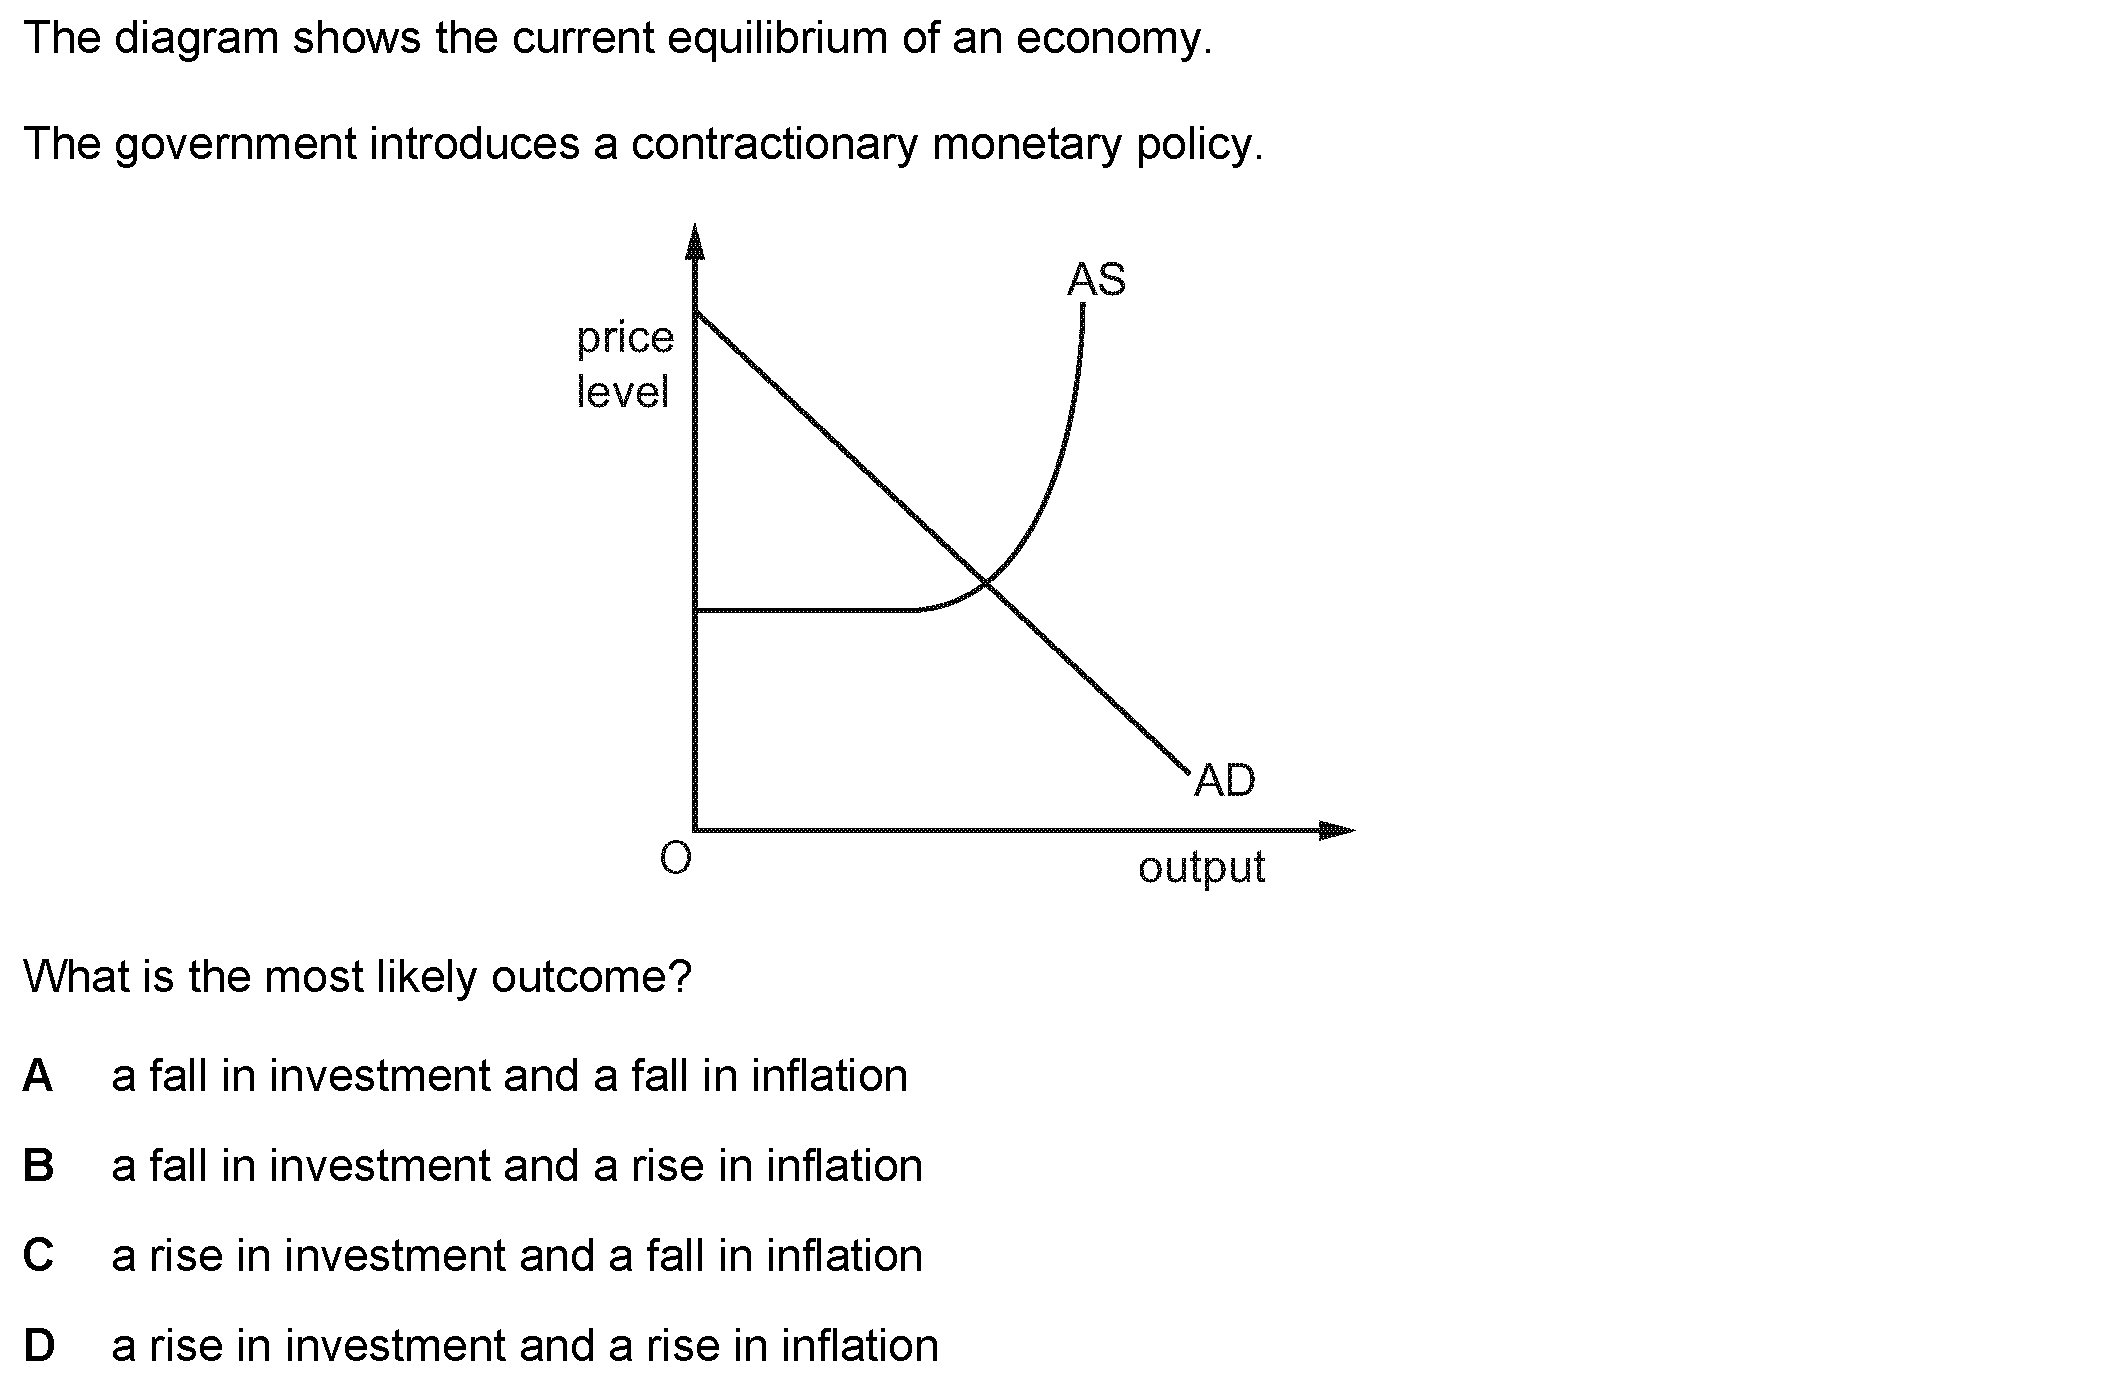 The diagram shows the current equilibrium of an economy.
The government introduces a contractionary monetary policy.
AS
price
level
AD
O
output
What is the most likely outcome?
A a fall in investment and a fall in inflation
B a fall in investment and a rise in inflation
C a rise in investment and a fall in inflation
D a rise in investment and a rise in inflation